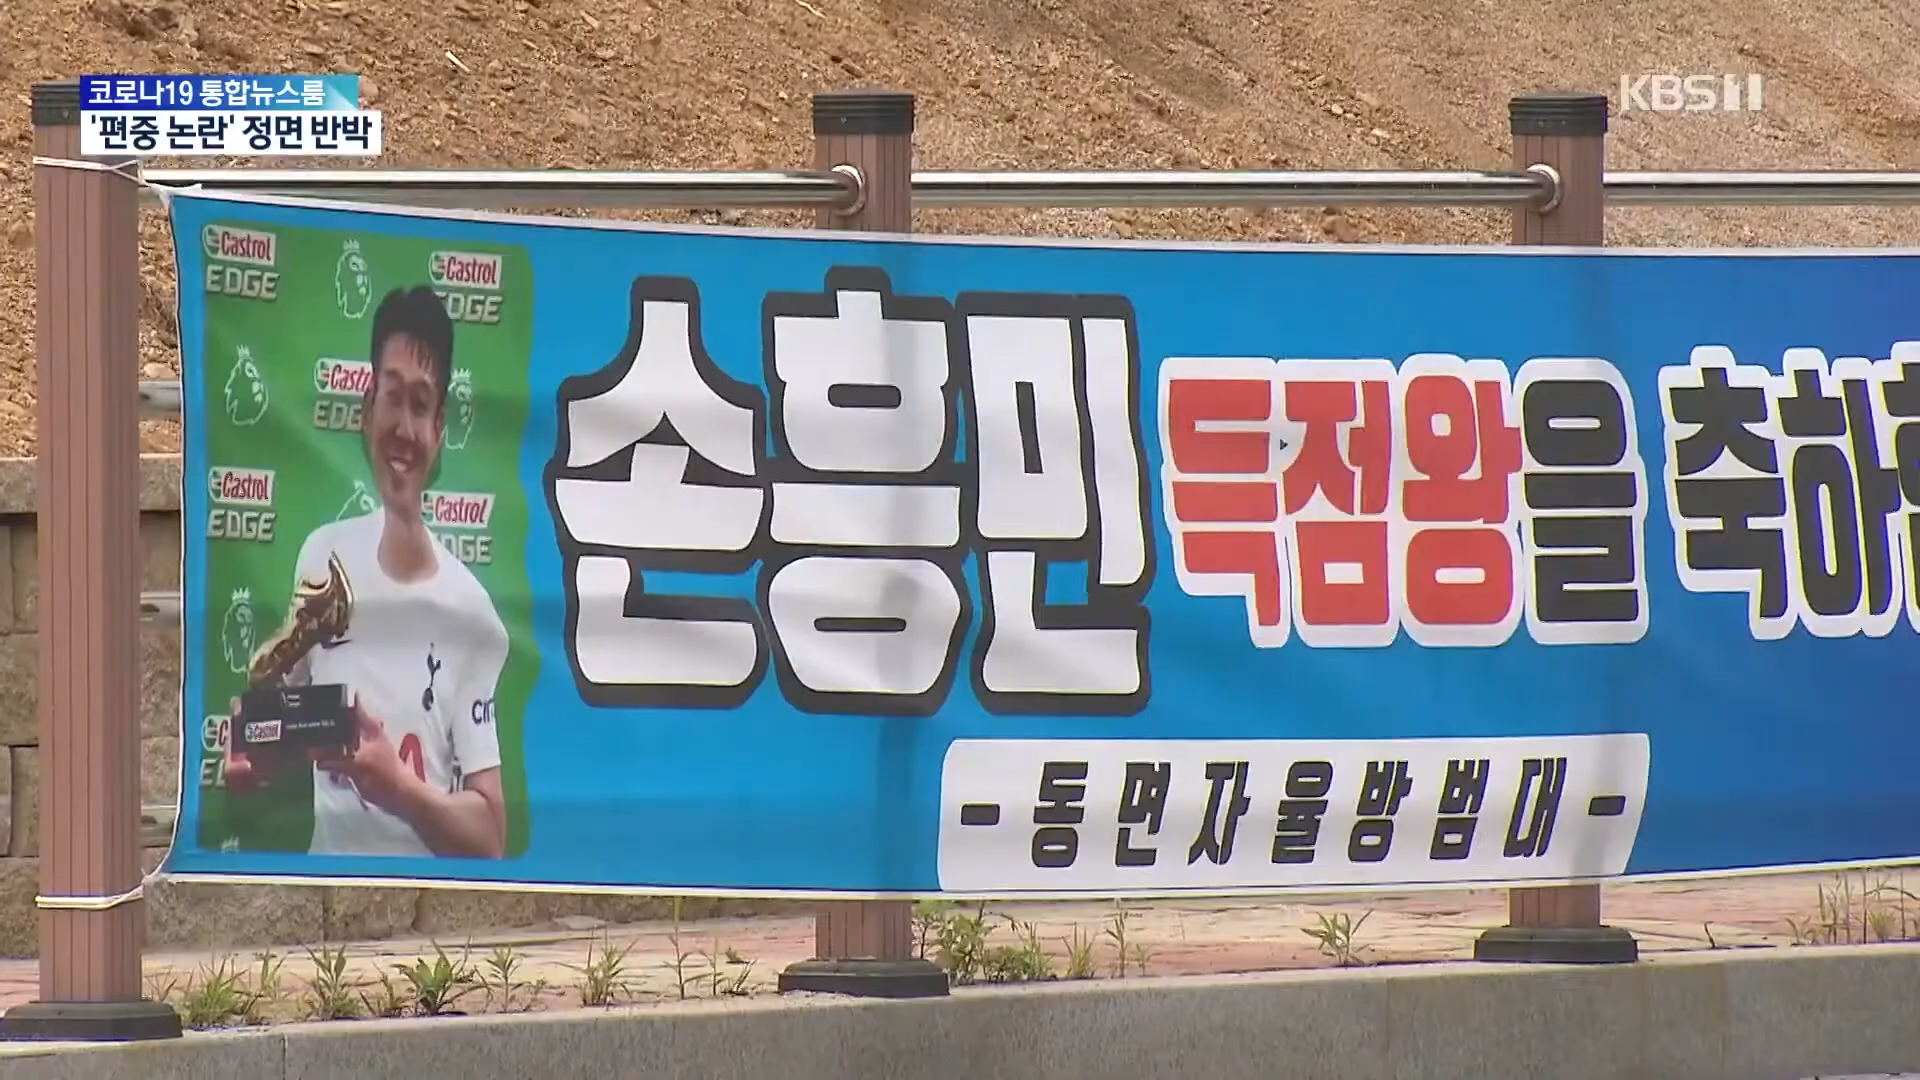 코로나19 통합뉴스룸
'편중 논란' 정면 반박
KBS 1
Castrol
EDGE
Castrol
EDGE
Castrol
EDGE
Castrol
EDGE
Castrol
EDGE
Castrol
손흥민 득점왕을 축하
- 동면자율방범대 -